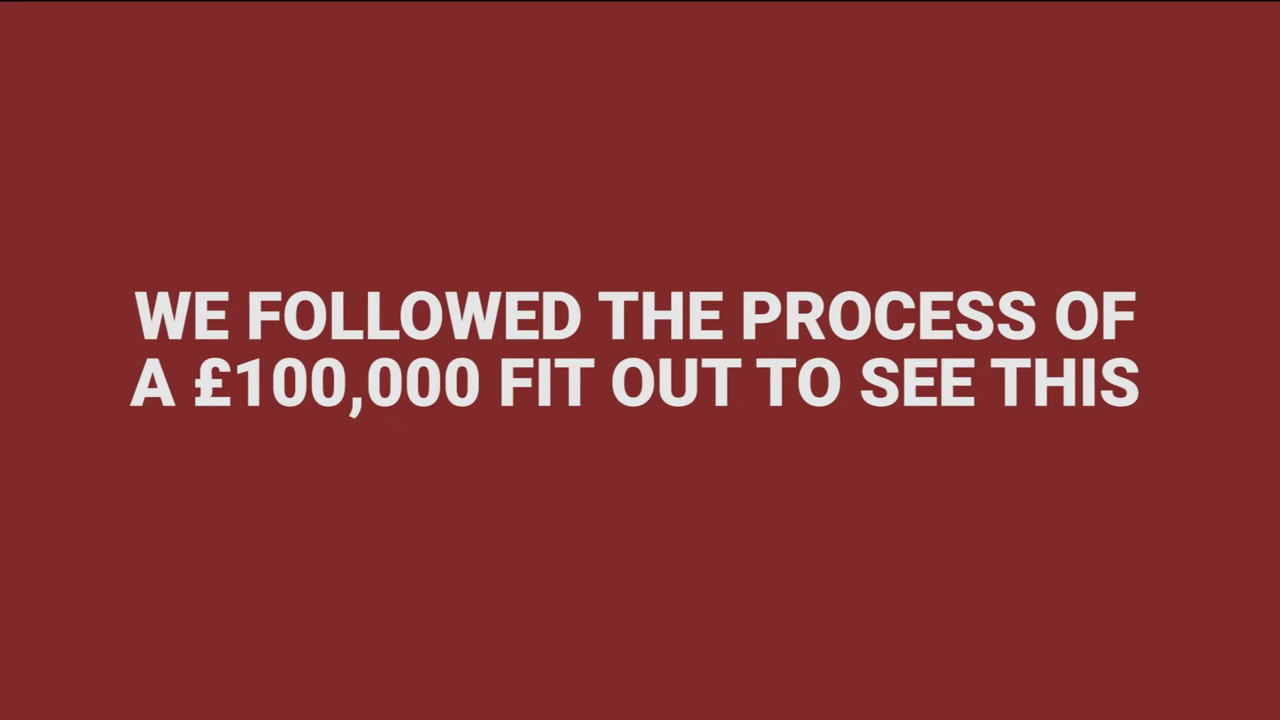 WE FOLLOWED THE PROCESS OF
A £100,000 FIT OUT TO SEE THIS